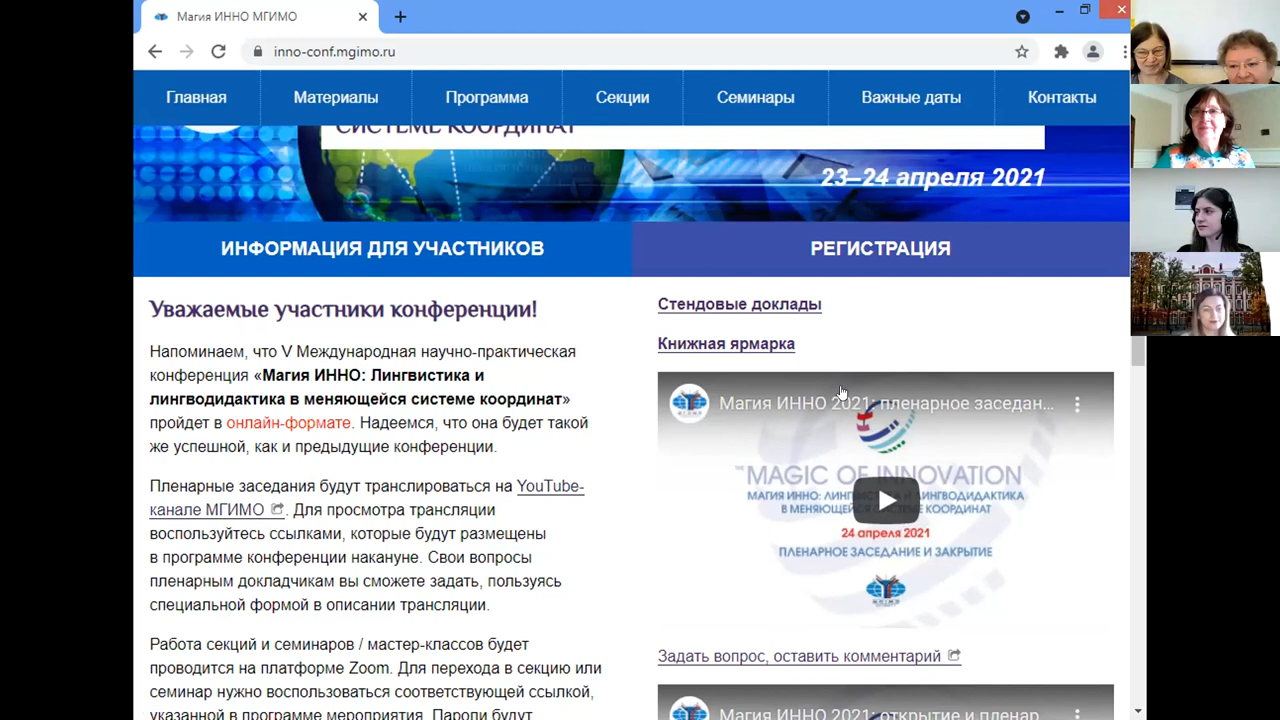 Магия ИННО МГИМО
inno-conf.mgimo.ru
Главная
Материалы
Программа
Секции
Семинары
Важные даты
Контакты
СИСТЕМЕ КООРДИНАТ
23–24 апреля 2021
ИНФОРМАЦИЯ ДЛЯ УЧАСТНИКОВ
РЕГИСТРАЦИЯ
Уважаемые участники конференции!
Напоминаем, что V Международная научно-практическая
конференция «Магия ИННО: Лингвистика и
лингводидактика в меняющейся системе координат»
пройдет в онлайн-формате. Надеемся, что она будет такой
же успешной, как и предыдущие конференции.
Пленарные заседания будут транслироваться на YouTube-
канале МГИМО . Для просмотра трансляции
воспользуйтесь ссылками, которые будут размещены
в программе конференции накануне. Свои вопросы
пленарным докладчикам вы сможете задать, пользуясь
специальной формой в описании трансляции.
Работа секций и семинаров / мастер-классов будет
проводится на платформе Zoom. Для перехода в секцию или
семинар нужно воспользоваться соответствующей ссылкой,
указанной в программе мероприятия. Пароли будут
Стендовые доклады
Книжная ярмарка
Магия ИННО 2021: пленарное заседан...
THE MAGIC OF INNOVATION
МАГИЯ ИННО: ЛИНГВИСТИКА И ЛИНГВОДИДАКТИКА
В МЕНЯЮЩЕЙСЯ СИСТЕМЕ КООРДИНАТ
24 апреля 2021
ПЛЕНАРНОЕ ЗАСЕДАНИЕ И ЗАКРЫТИЕ
Задать вопрос, оставить комментарий
Магия ИННО 2021: открытие и пленар...